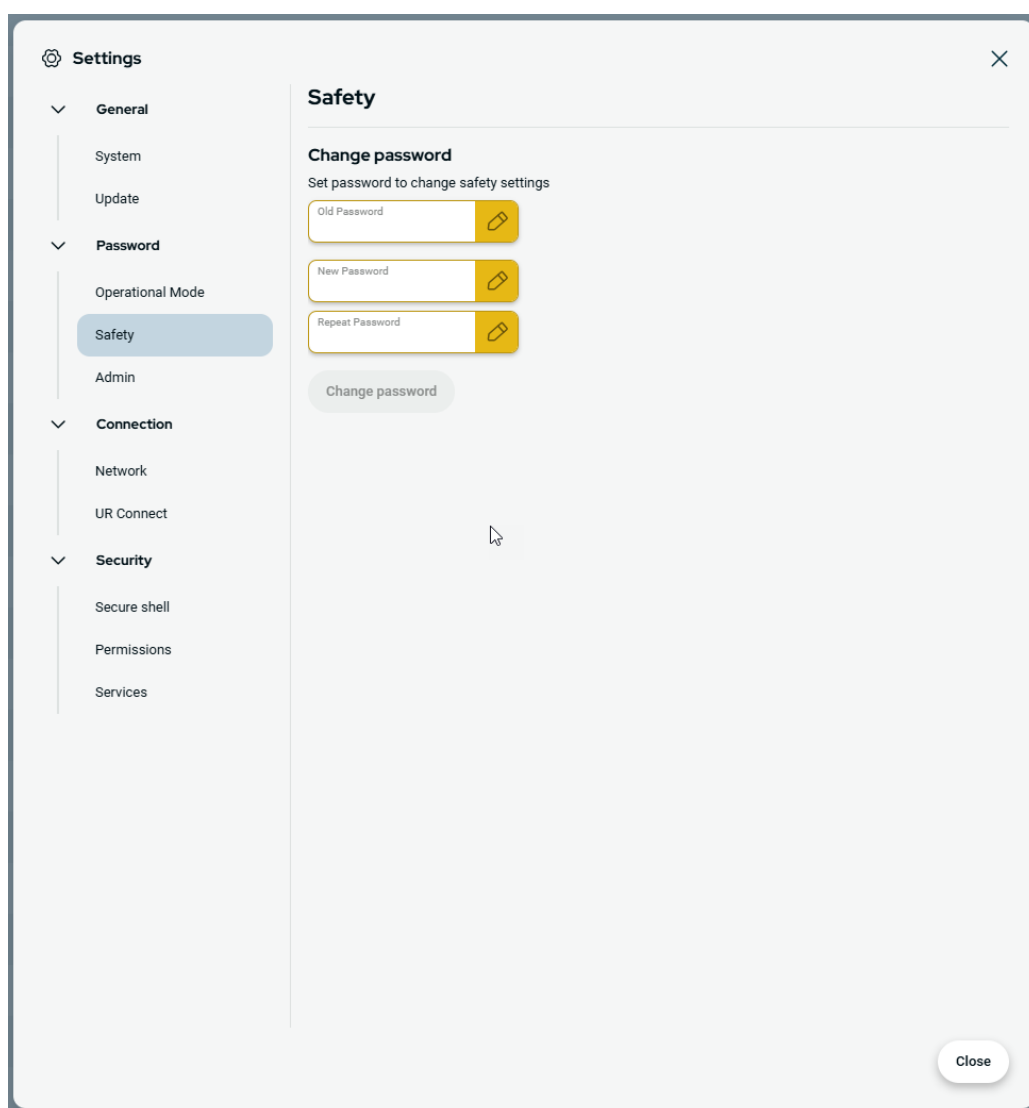 Settings
General
System
Update
Password
Operational Mode
Safety
Admin
Connection
Network
UR Connect
Security
Secure shell
Permissions
Services
Safety
Change password
Set password to change safety settings
Old Password
New Password
Repeat Password
Change password
Close